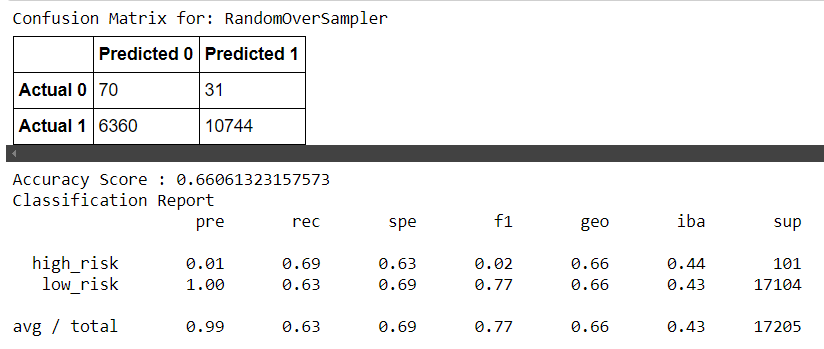 Confusion Matrix for: RandomOverSampler
Predicted 0 Predicted 1
Actual 0 70 31
Actual 1 6360 10744
Accuracy Score : 0.66061323157573
Classification Report
pre rec spe f1 geo iba sup
high_risk 0.01 0.69 0.63 0.02 0.66 0.44 101
low_risk 1.00 0.63 0.69 0.77 0.66 0.43 17104
avg / total 0.99 0.63 0.69 0.77 0.66 0.43 17205